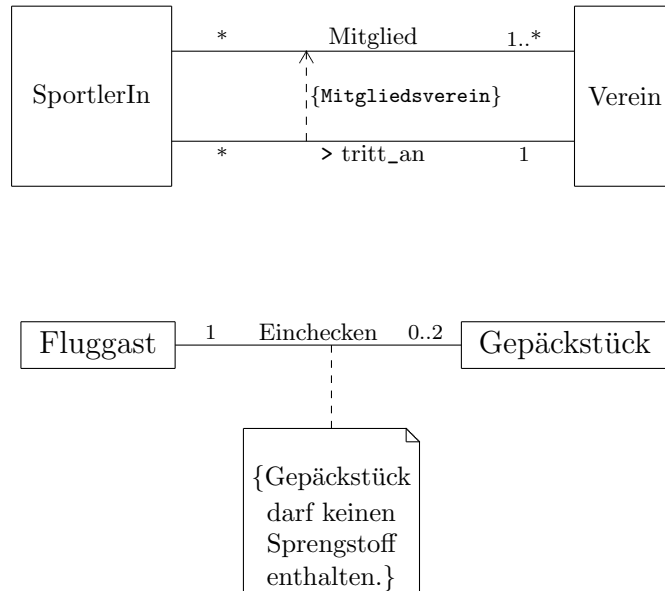 * Mitglied 1..*
SportlerIn {Mitgliedsverein} Verein
* > tritt_an 1
Fluggast 1 Einchecken 0..2 Gepäckstück
{Gepäckstück
darf keinen
Sprengstoff
enthalten.}